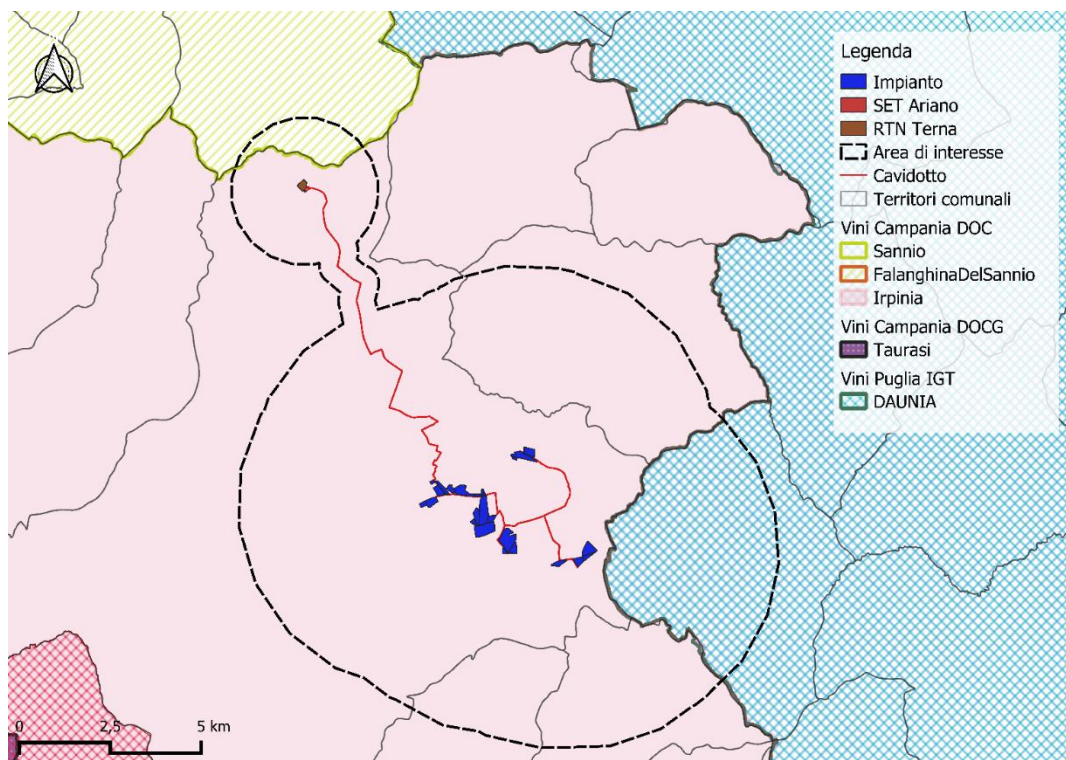 Legenda
Impianto
SET Ariano
RTN Terna
Area di interesse
Cavidotto
Territori comunali
Vini Campania DOC
Sannio
FalanghinaDelSannio
Irpinia
Vini Campania DOCG
Taurasi
Vini Puglia IGT
DAUNIA
0 2,5 5 km